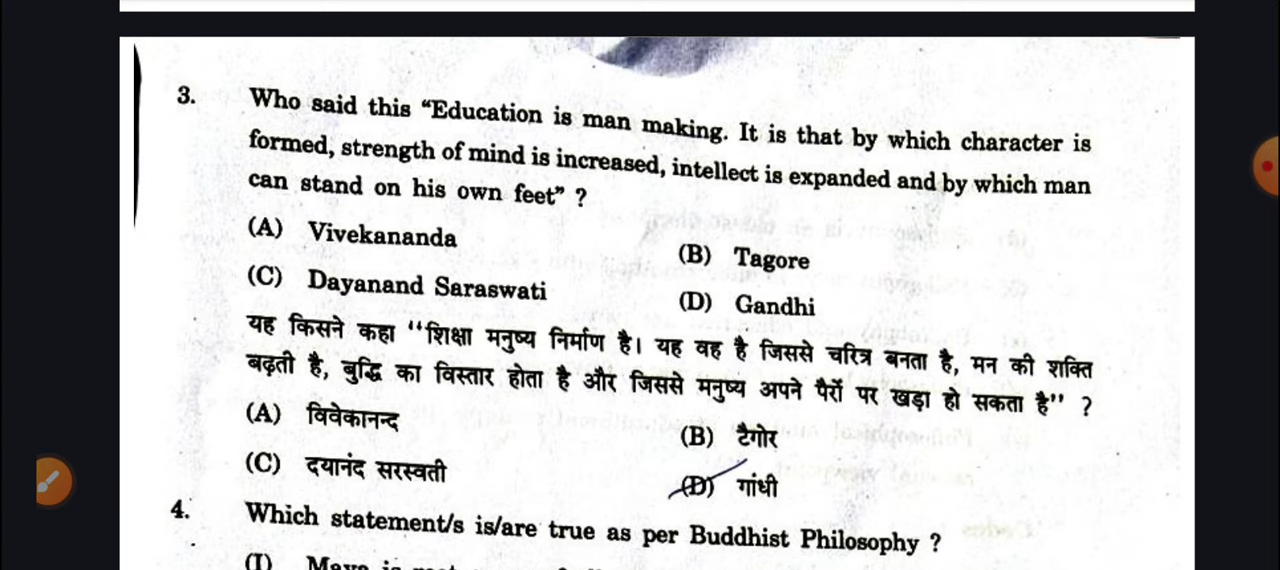 3. Who said this “Education is man making. It is that by which character is
formed, strength of mind is increased, intellect is expanded and by which man
can stand on his own feet” ?
(A) Vivekananda (B) Tagore
(C) Dayanand Saraswati (D) Gandhi
यह किसने कहा ‘‘शिक्षा मनुष्य निर्माण है। यह वह है जिससे चरित्र बनता है, मन की शक्ति
बढ़ती है, बुद्धि का विस्तार होता है और जिससे मनुष्य अपने पैरों पर खड़ा हो सकता है’’ ?
(A) विवेकानन्द (B) टैगोर
(C) दयानंद सरस्वती (D) गांधी
4. Which statement/s is/are true as per Buddhist Philosophy ?
(I)